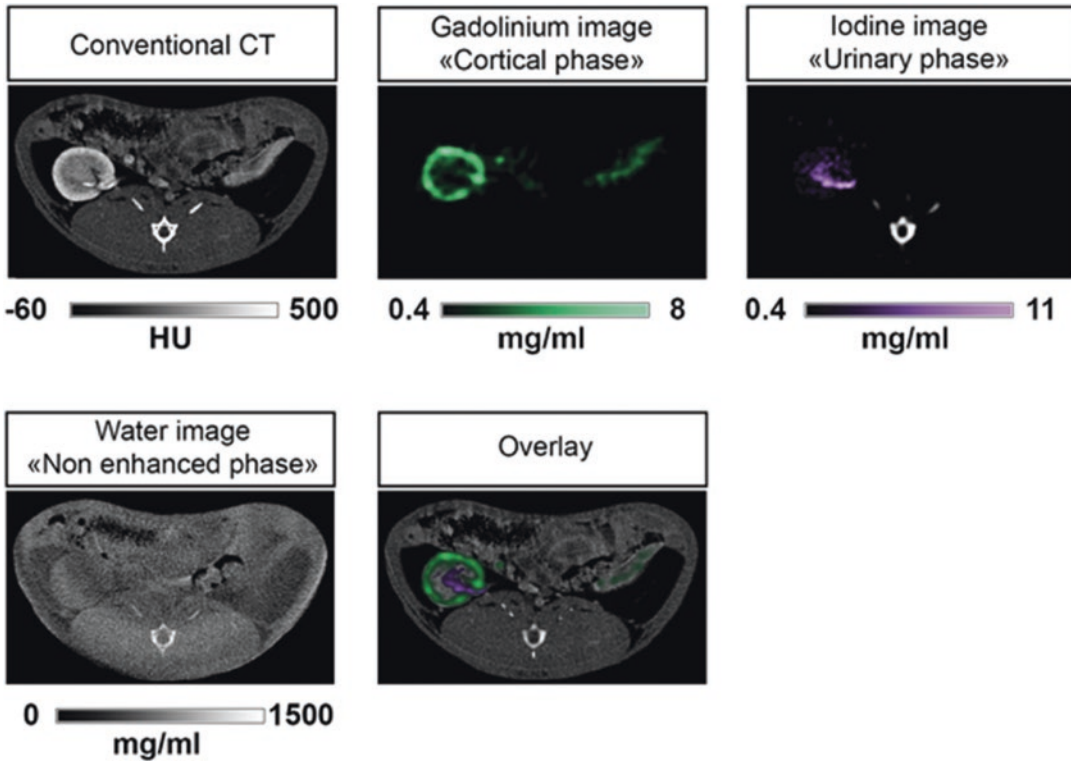 Conventional CT
Gadolinium image
«Cortical phase»
Iodine image
«Urinary phase»
-60 500
HU
0.4 8
mg/ml
0.4 11
mg/ml
Water image
«Non enhanced phase»
Overlay
0 1500
mg/ml